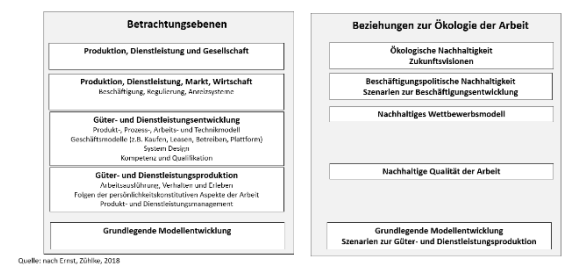 Betrachtungsebenen
Produktion, Dienstleistung und Gesellschaft
Produktion, Dienstleistung, Markt, Wirtschaft
Beschäftigung, Regulierung, Anreizsysteme
Güter- und Dienstleistungsentwicklung
Produkt-, Prozess-, Arbeits- und Technikmodell
Geschäftsmodelle (z.B. Kaufen, Leasen, Betreiben, Plattform)
System Design
Kompetenz und Qualifikation
Güter- und Dienstleistungsproduktion
Arbeitsausführung, Verhalten und Erleben
Folgen der persönlichkeitskonstitutiven Aspekte der Arbeit
Produkt- und Dienstleistungsmanagement
Grundlegende Modellentwicklung
Beziehungen zur Ökologie der Arbeit
Ökologische Nachhaltigkeit
Zukunftsvisionen
Beschäftigungspolitische Nachhaltigkeit
Szenarien zur Beschäftigungsentwicklung
Nachhaltiges Wettbewerbsmodell
Nachhaltige Qualität der Arbeit
Grundlegende Modellentwicklung
Szenarien zur Güter- und Dienstleistungsproduktion
Quelle: nach Ernst, Zühlke, 2018